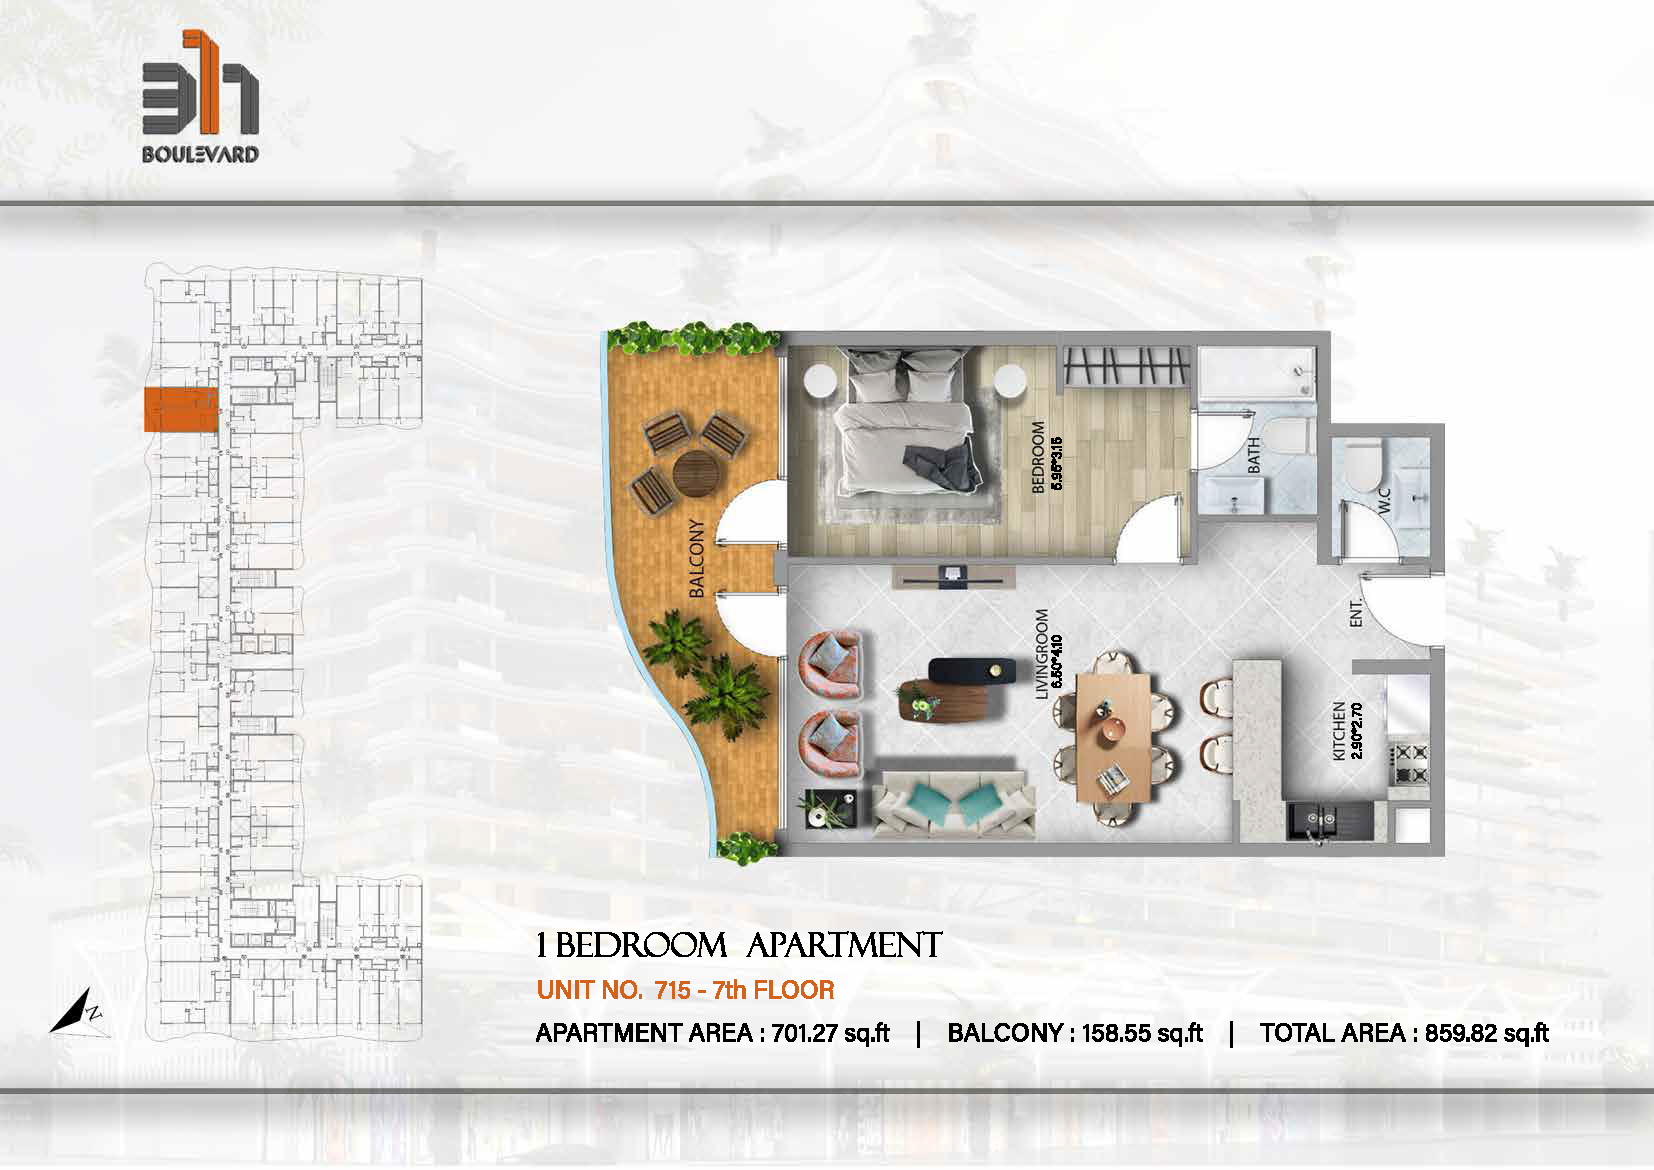 311
BOULEVARD
BALCONY
BEDROOM
5.95*3.15
BATH
W.C
ENT.
LIVINGROOM
6.50*4.10
KITCHEN
2.90*2.70
N
1 BEDROOM APARTMENT
UNIT NO. 715 - 7th FLOOR
APARTMENT AREA : 701.27 sq.ft | BALCONY : 158.55 sq.ft | TOTAL AREA : 859.82 sq.ft